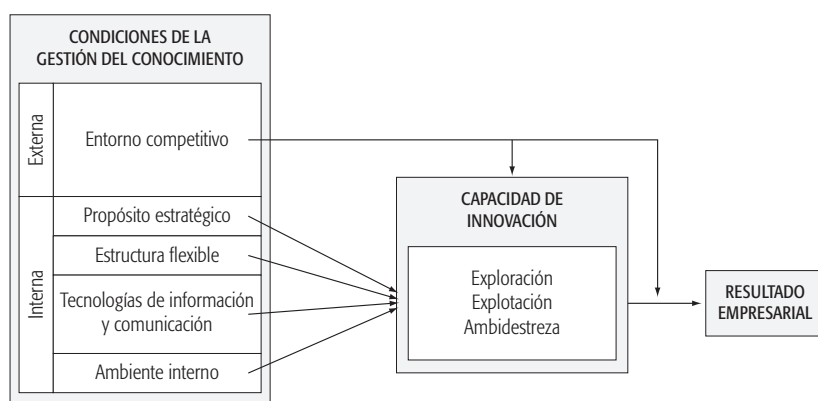 CONDICIONES DE LA
GESTIÓN DEL CONOCIMIENTO
Externa
Entorno competitivo
Interna
Propósito estratégico
Estructura flexible
Tecnologías de información
y comunicación
Ambiente interno
CAPACIDAD DE
INNOVACIÓN
Exploración
Explotación
Ambidestreza
RESULTADO
EMPRESARIAL